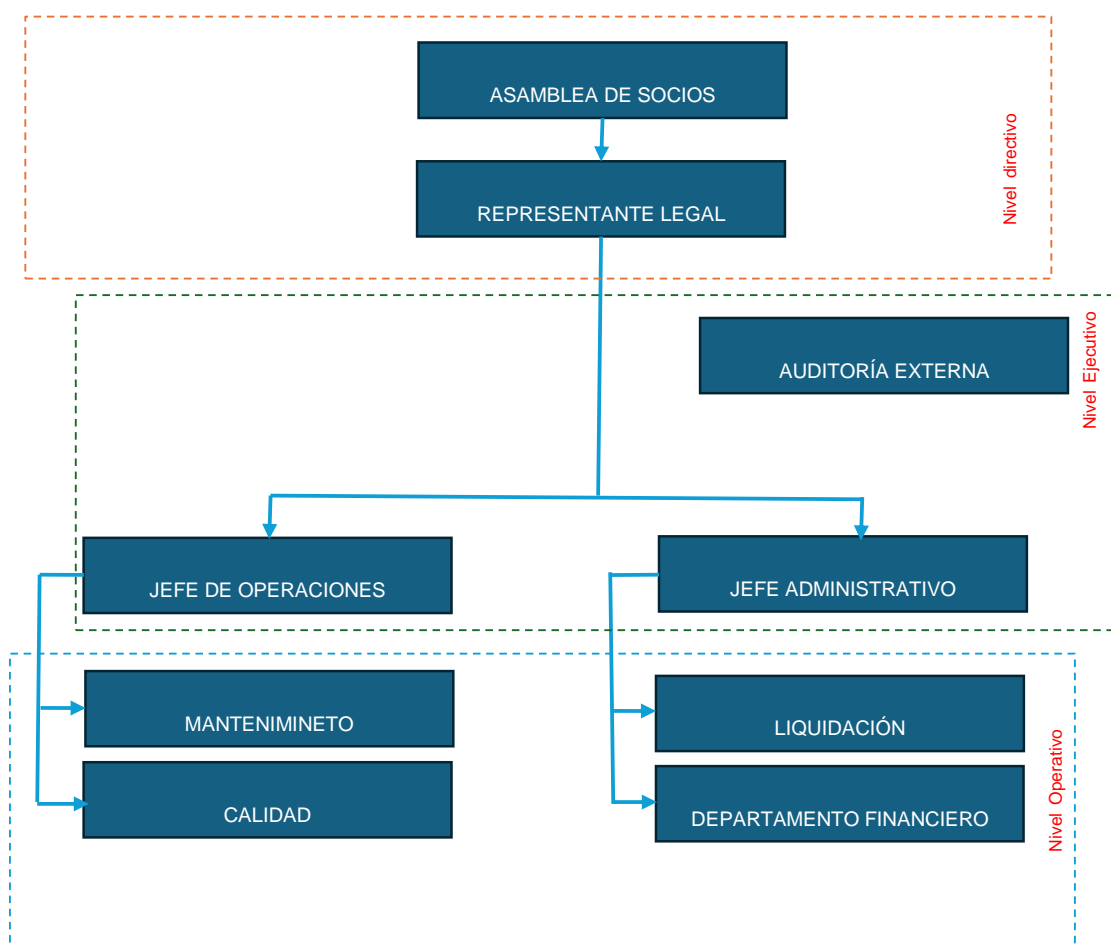 ASAMBLEA DE SOCIOS
REPRESENTANTE LEGAL
Nivel directivo
AUDITORÍA EXTERNA
Nivel Ejecutivo
JEFE DE OPERACIONES
JEFE ADMINISTRATIVO
MANTENIMINETO
LIQUIDACIÓN
CALIDAD
DEPARTAMENTO FINANCIERO
Nivel Operativo